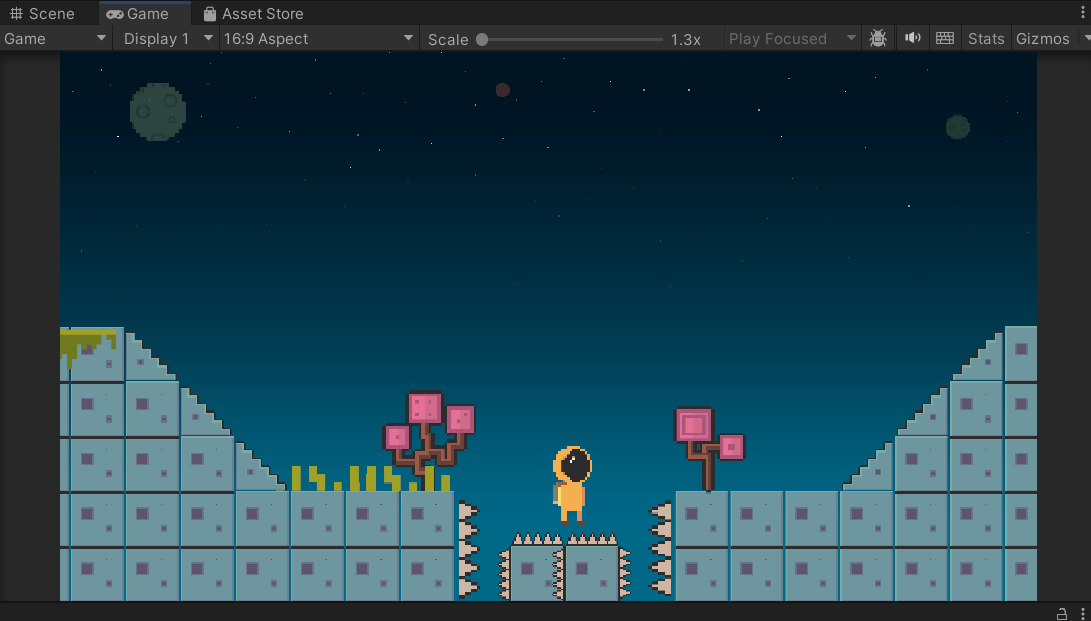 Scene Game Asset Store
Game Display 1 16:9 Aspect Scale 1.3x Play Focused Stats Gizmos